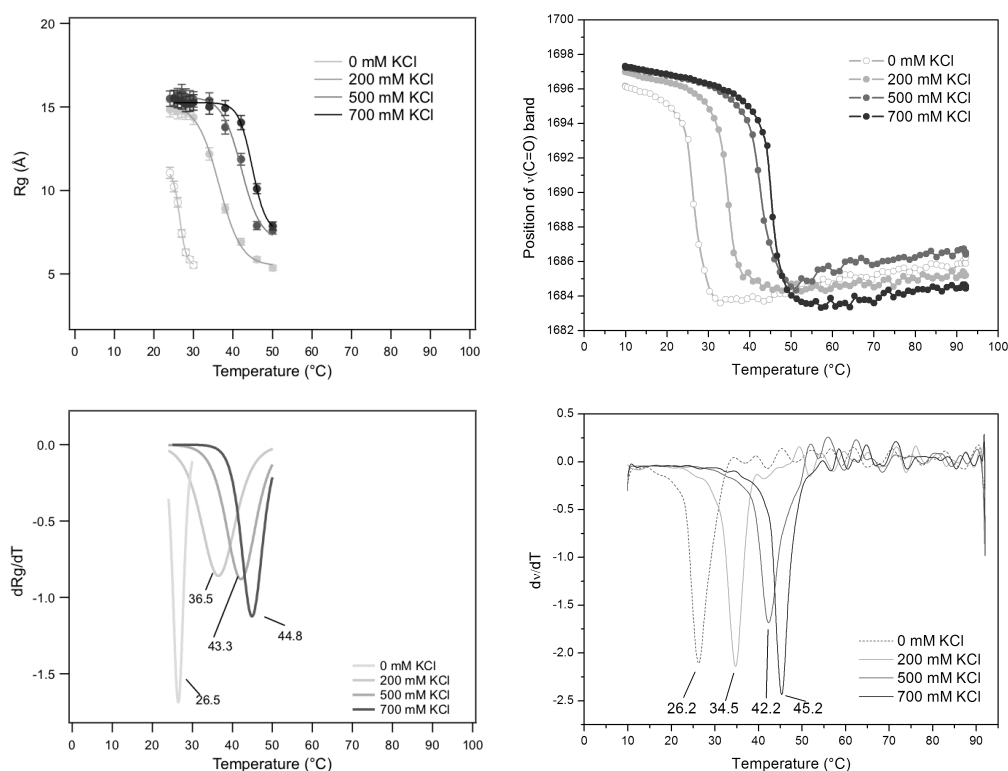 20
15
10
5
Rg (Å)
0 mM KCl
200 mM KCl
500 mM KCl
700 mM KCl
0 10 20 30 40 50 60 70 80 90 100
Temperature (°C)
1698
1696
1694
1692
1690
1688
1686
1684
1682
Position of ν(C=O) band
0 mM KCl
200 mM KCl
500 mM KCl
700 mM KCl
0 10 20 30 40 50 60 70 80 90 100
Temperature (°C)
0.0
-0.5
-1.0
-1.5
dRg/dT
36.5
43.3
44.8
26.5
0 mM KCl
200 mM KCl
500 mM KCl
700 mM KCl
0 10 20 30 40 50 60 70 80 90 100
Temperature (°C)
0.5
0.0
-0.5
-1.0
-1.5
-2.0
-2.5
dν/dT
26.2 34.5 42.2 45.2
0 mM KCl
200 mM KCl
500 mM KCl
700 mM KCl
0 10 20 30 40 50 60 70 80 90
Temperature (°C)